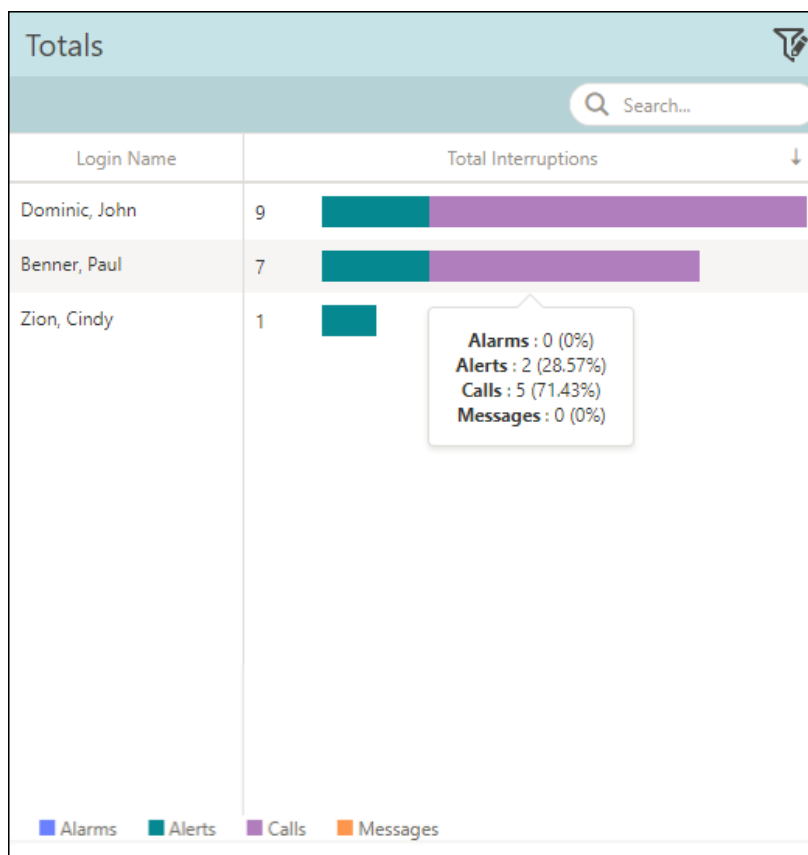 Totals
Search...
Login Name Total Interruptions
Dominic, John 9
Benner, Paul 7
Zion, Cindy 1
Alarms : 0 (0%)
Alerts : 2 (28.57%)
Calls : 5 (71.43%)
Messages : 0 (0%)
Alarms Alerts Calls Messages